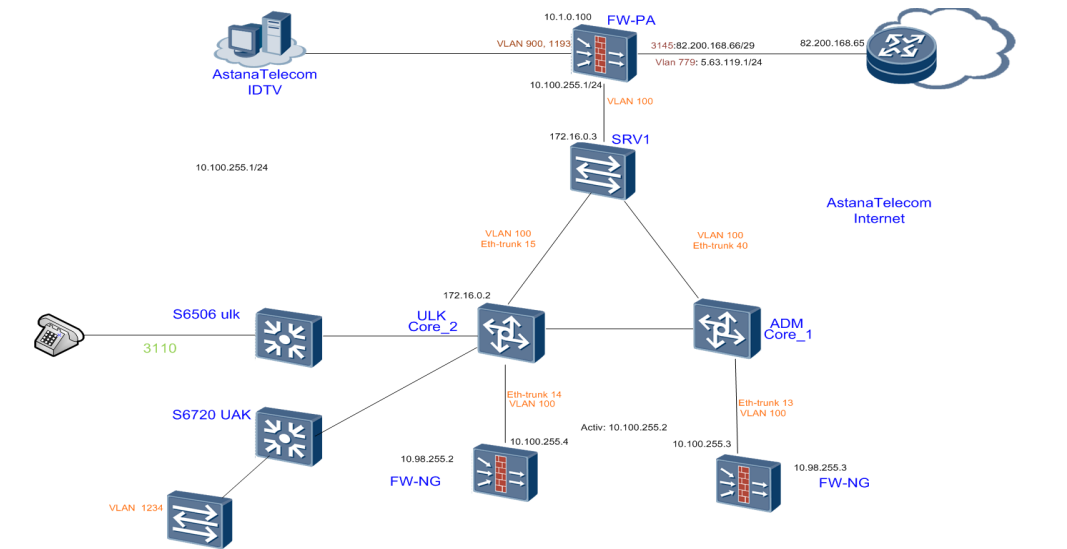 10.1.0.100
FW-PA
VLAN 900, 1193
3145:82.200.168.66/29
82.200.168.65
Vlan 779: 5.63.119.1/24
AstanaTelecom
IDTV
10.100.255.1/24
VLAN 100
172.16.0.3
SRV1
10.100.255.1/24
AstanaTelecom
Internet
VLAN 100
Eth-trunk 15
VLAN 100
Eth-trunk 40
172.16.0.2
S6506 ulk
ULK
Core_2
ADM
Core_1
3110
Eth-trunk 14
VLAN 100
Eth-trunk 13
VLAN 100
S6720 UAK
Activ: 10.100.255.2
10.100.255.4
10.100.255.3
10.98.255.2
FW-NG
10.98.255.3
FW-NG
VLAN  1234